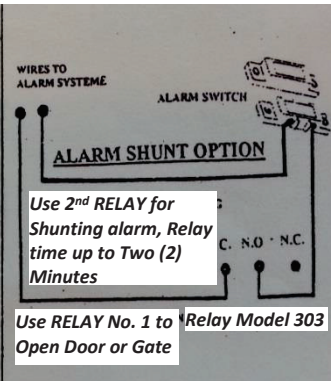 WIRES TO
ALARM SYSTEME
ALARM SWITCH
ALARM SHUNT OPTION
Use 2nd RELAY for
Shunting alarm, Relay
time up to Two (2)
Minutes
G
C. N.O N.C.
Use RELAY No. 1 to
Open Door or Gate
Relay Model 303